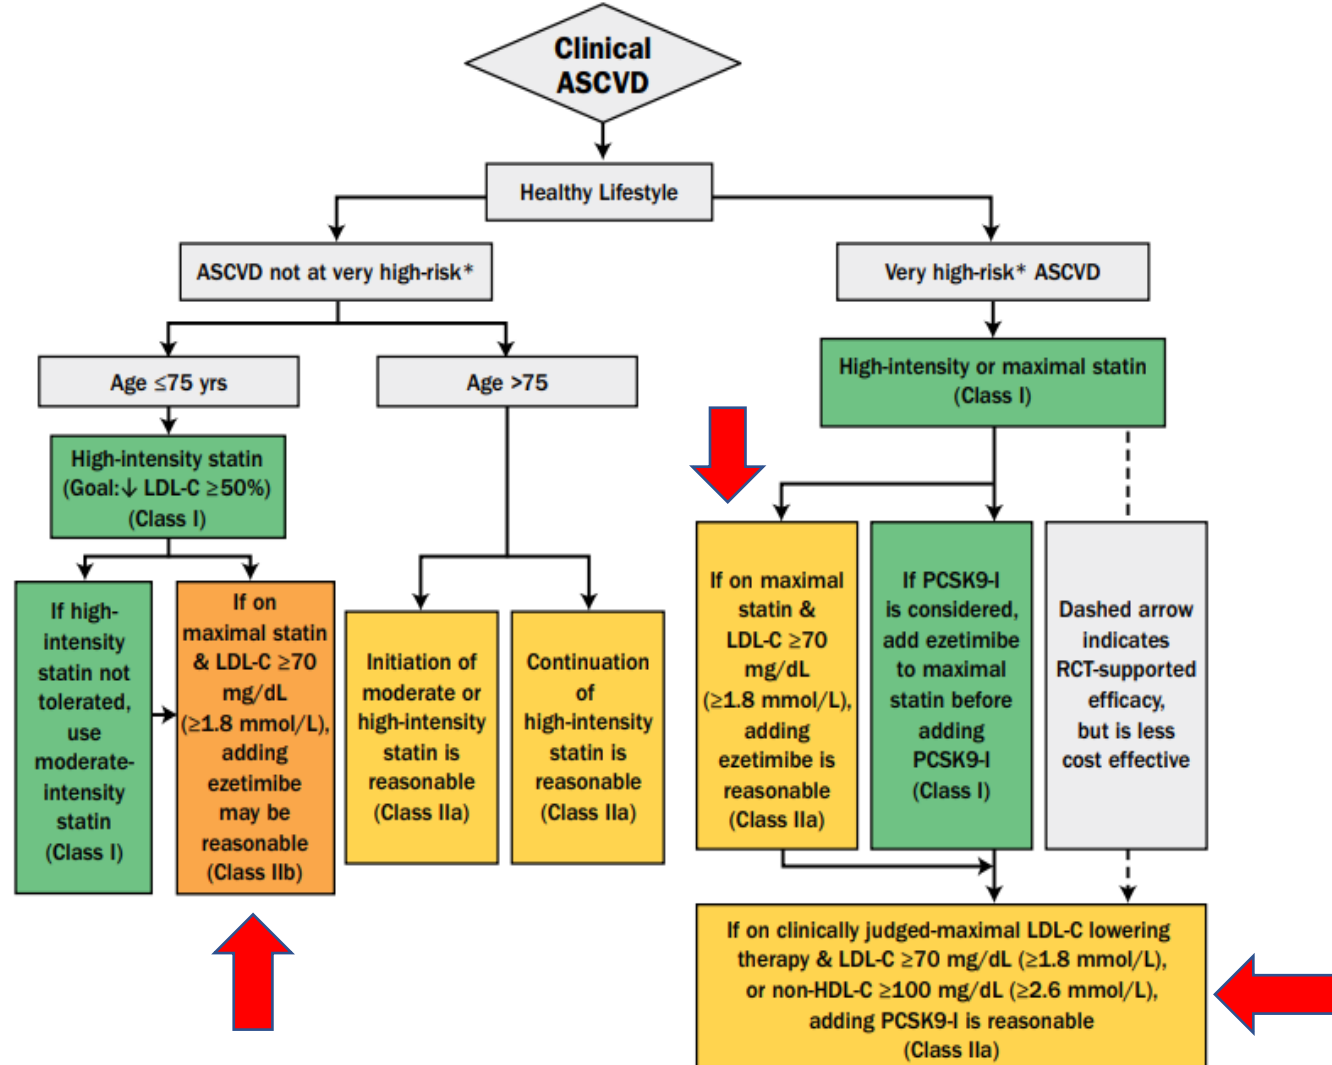 Clinical
ASCVD
Healthy Lifestyle
ASCVD not at very high-risk*
Very high-risk* ASCVD
Age ≤75 yrs
Age >75
High-intensity or maximal statin
(Class I)
High-intensity statin
(Goal:↓ LDL-C ≥50%)
(Class I)
If high-
intensity
statin not
tolerated,
use
moderate-
intensity
statin
(Class I)
If on
maximal statin
& LDL-C ≥70
mg/dL
(≥1.8 mmol/L),
adding
ezetimibe
may be
reasonable
(Class IIb)
Initiation of
moderate or
high-intensity
statin is
reasonable
(Class IIa)
Continuation
of
high-intensity
statin is
reasonable
(Class IIa)
If on maximal
statin &
LDL-C ≥70
mg/dL
(≥1.8 mmol/L),
adding
ezetimibe is
reasonable
(Class IIa)
If PCSK9-I
is considered,
add ezetimibe
to maximal
statin before
adding
PCSK9-I
(Class I)
Dashed arrow
indicates
RCT-supported
efficacy,
but is less
cost effective
If on clinically judged-maximal LDL-C lowering
therapy & LDL-C ≥70 mg/dL (≥1.8 mmol/L),
or non-HDL-C ≥100 mg/dL (≥2.6 mmol/L),
adding PCSK9-I is reasonable
(Class IIa)